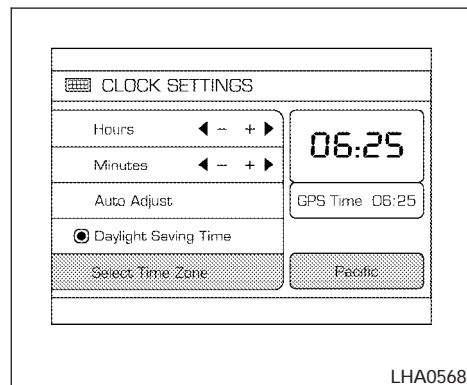 CLOCK SETTINGS
Hours ◀ − + ▶
Minutes ◀ − + ▶
06:25
Auto Adjust
GPS Time 06:25
Daylight Saving Time
Select Time Zone
Pacific
LHA0568